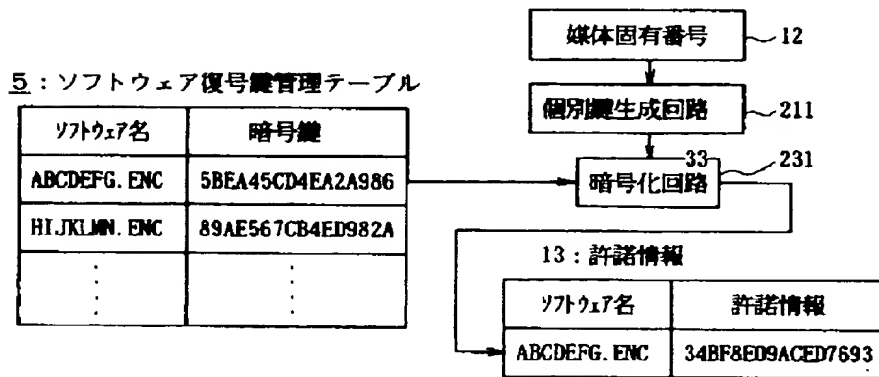 媒体固有番号 12
5：ソフトウェア復号鍵管理テーブル
個別鍵生成回路 211
ソフトウェア名 暗号鍵
33 231
ABCDEFG.ENC 5BEA45CD4EA2A986
暗号化回路
HIJKLMN.ENC 89AE567CB4ED982A
13：許諾情報
ソフトウェア名 許諾情報
ABCDEFG.ENC 34BF8E09ACED7693